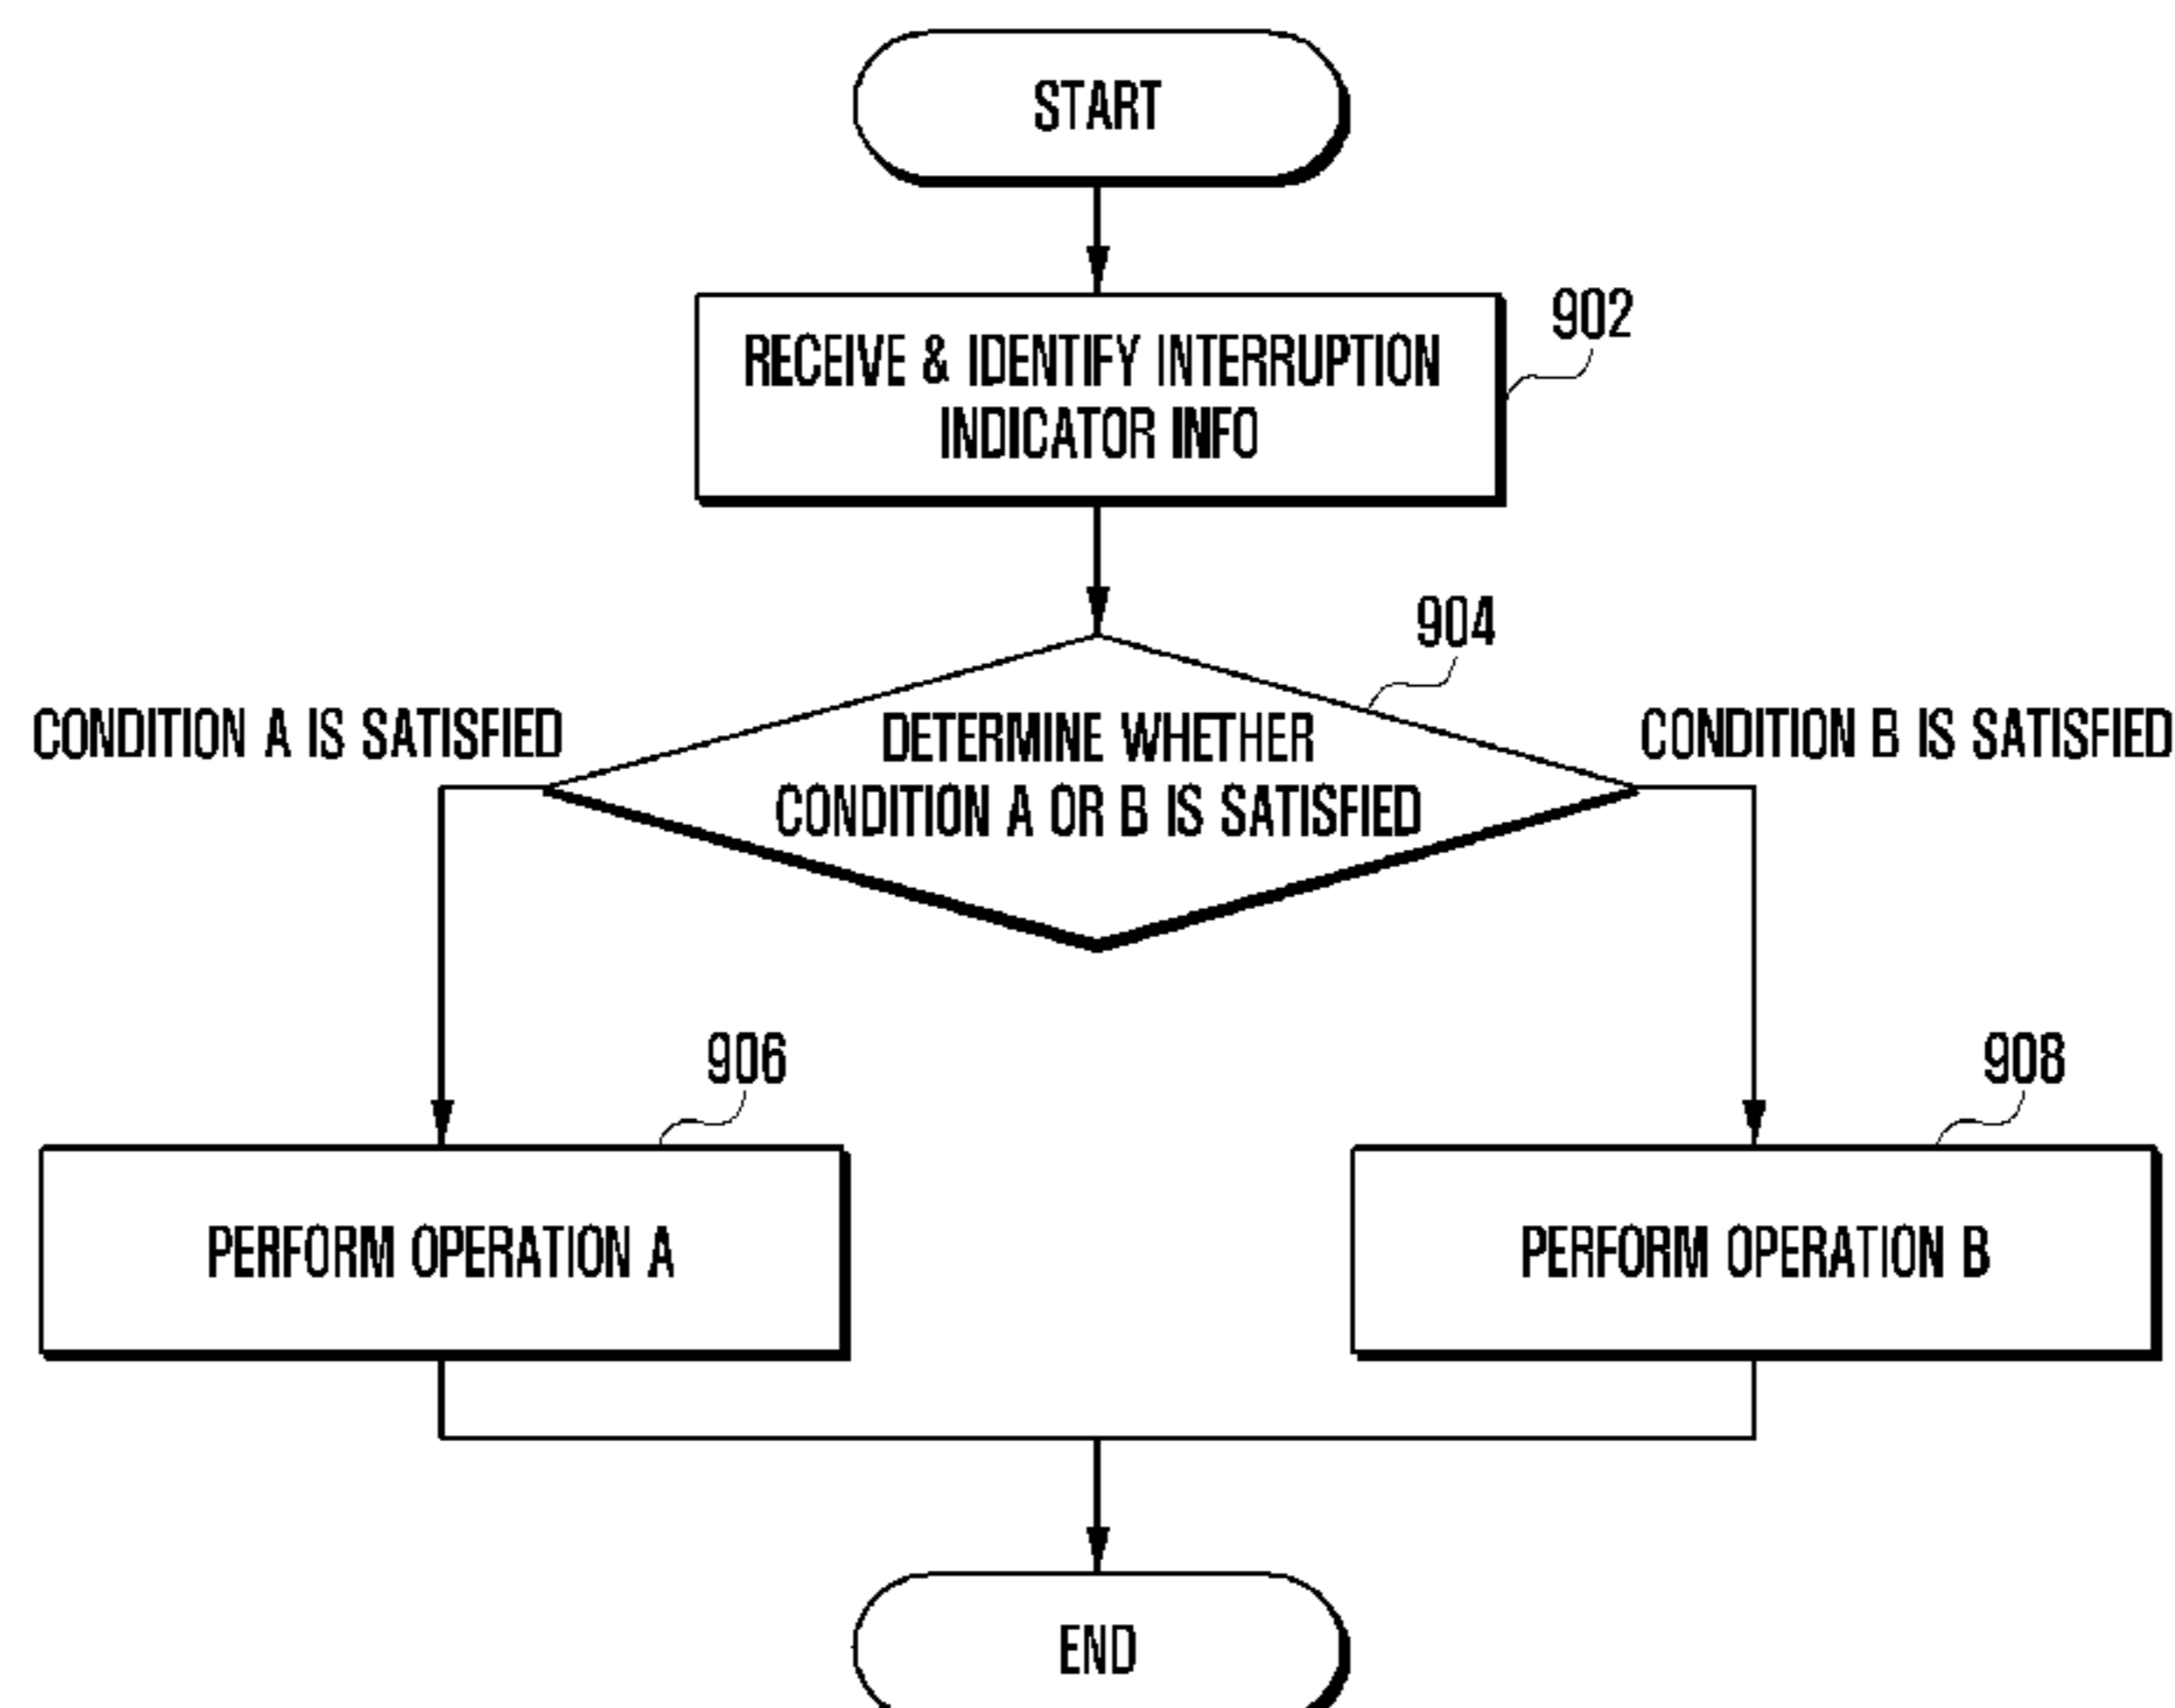 START
RECEIVE & IDENTIFY INTERRUPTION
INDICATOR INFO
902
904
CONDITION A IS SATISFIED
DETERMINE WHETHER
CONDITION A OR B IS SATISFIED
CONDITION B IS SATISFIED
906
908
PERFORM OPERATION A
PERFORM OPERATION B
END